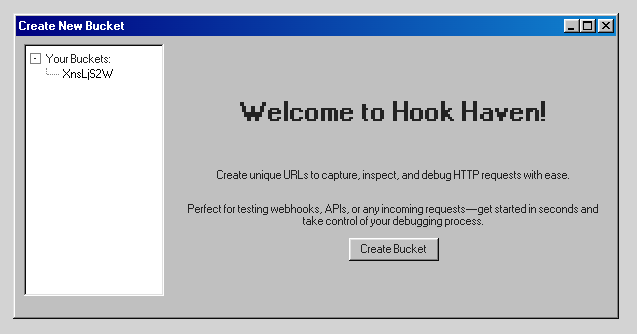 Create New Bucket
Your Buckets:
XnsLjS2W
Welcome to Hook Haven!
Create unique URLs to capture, inspect, and debug HTTP requests with ease.
Perfect for testing webhooks, APIs, or any incoming requests—get started in seconds and
take control of your debugging process.
Create Bucket